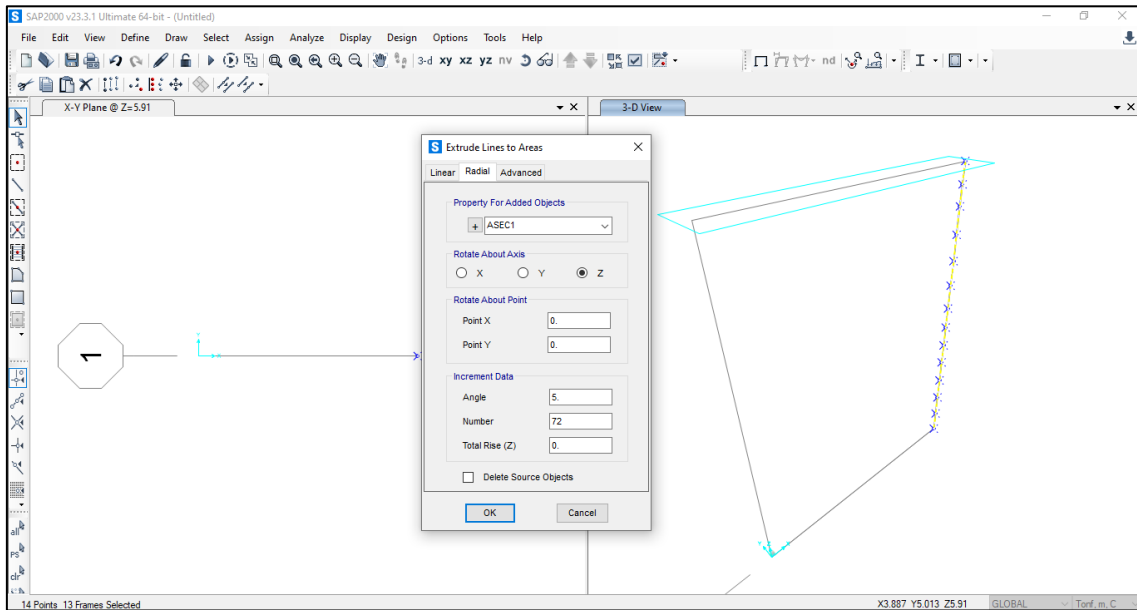 SAP2000 v23.3.1 Ultimate 64-bit - (Untitled)
File Edit View Define Draw Select Assign Analyze Display Design Options Tools Help
3-d xy xz yz nv nd
X-Y Plane @ Z=5.91
3-D View
Extrude Lines to Areas
Linear Radial Advanced
Property For Added Objects
+ ASEC1
Rotate About Axis
X Y Z
Rotate About Point
Point X 0.
Point Y 0.
Increment Data
Angle 5.
Number 72
Total Rise (Z) 0.
Delete Source Objects
OK Cancel
1
all
PS
clr
14 Points 13 Frames Selected
X3.887 Y5.013 Z5.91
GLOBAL
Tonf, m, C